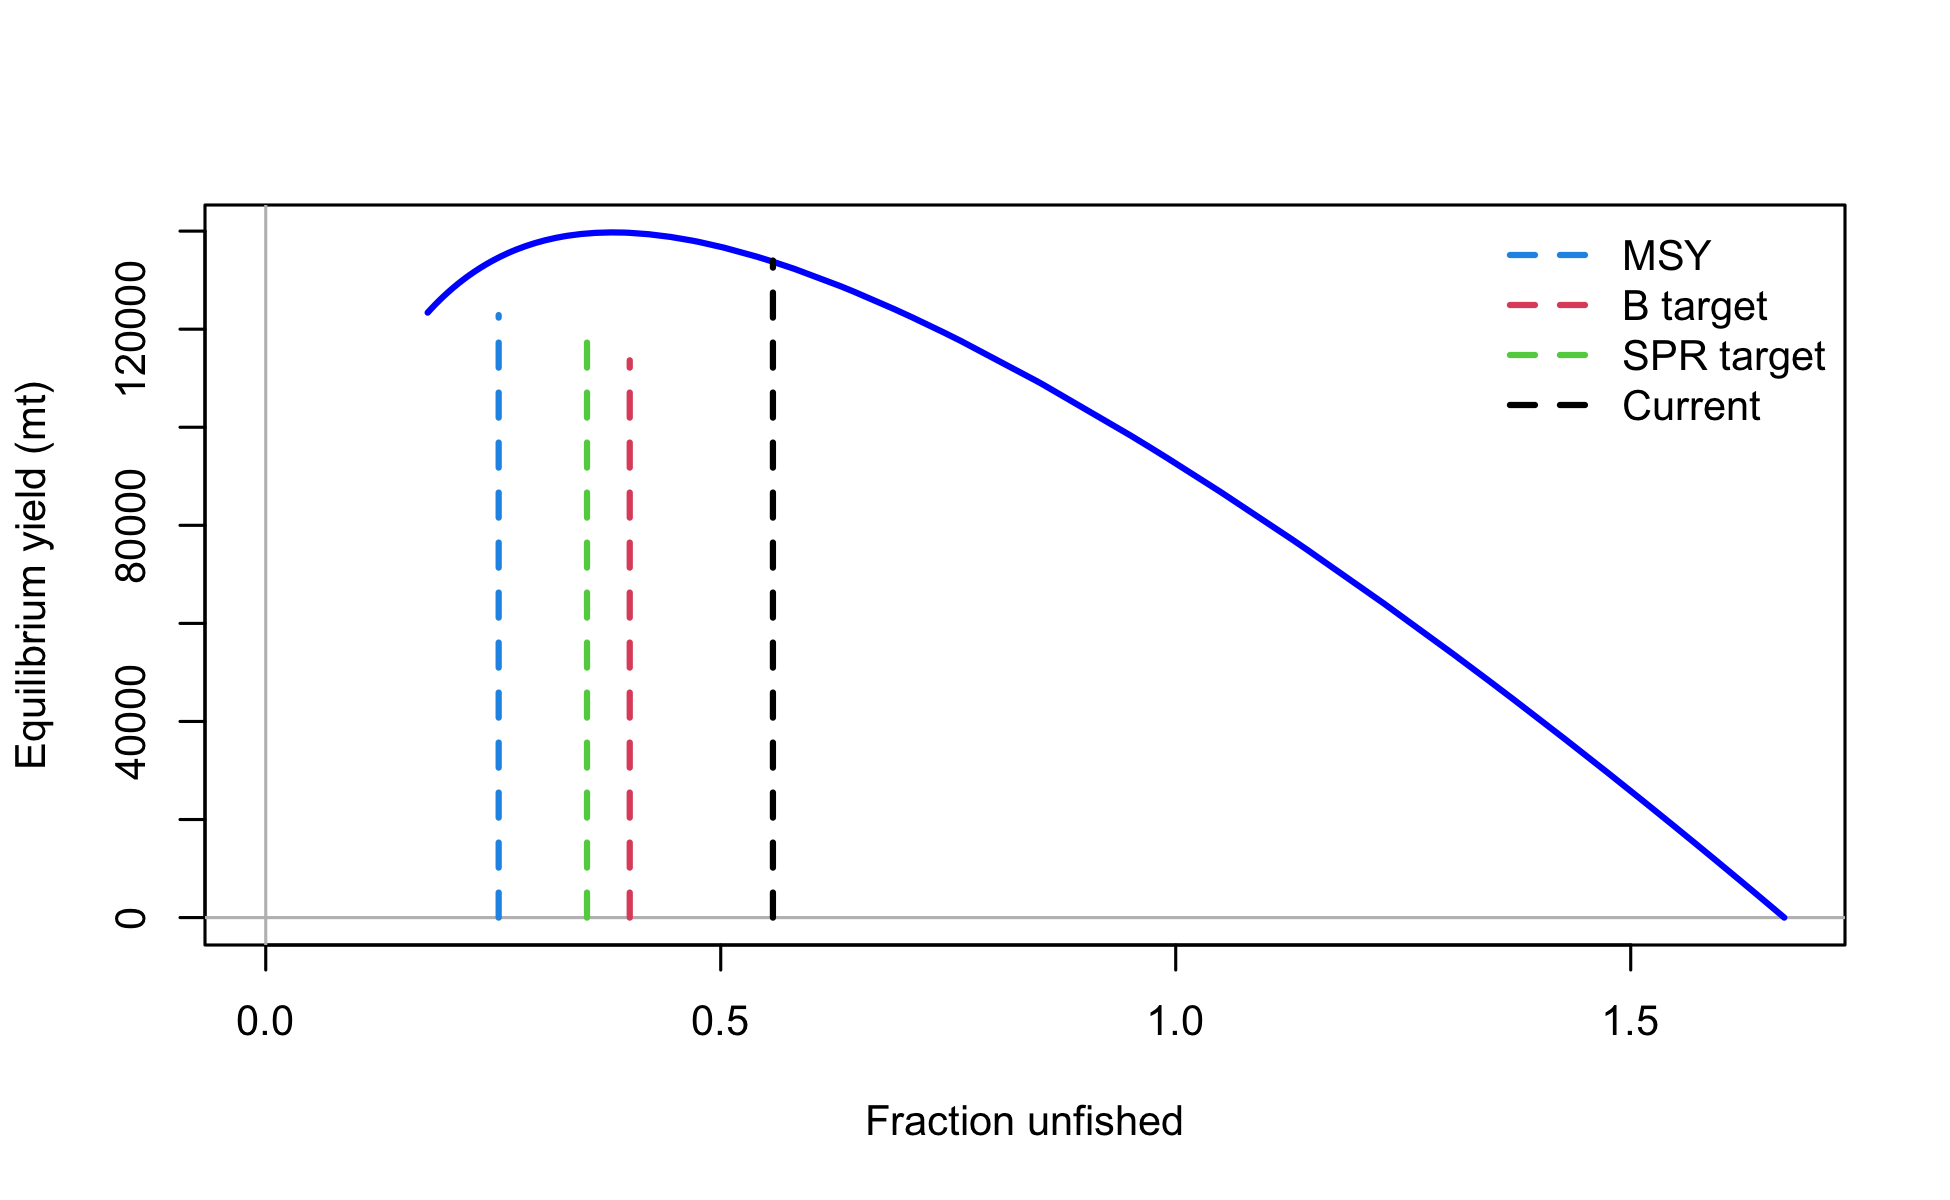 MSY
B target
SPR target
Current
Equilibrium yield (mt)
120000
80000
40000
0
0.0 0.5 1.0 1.5
Fraction unfished